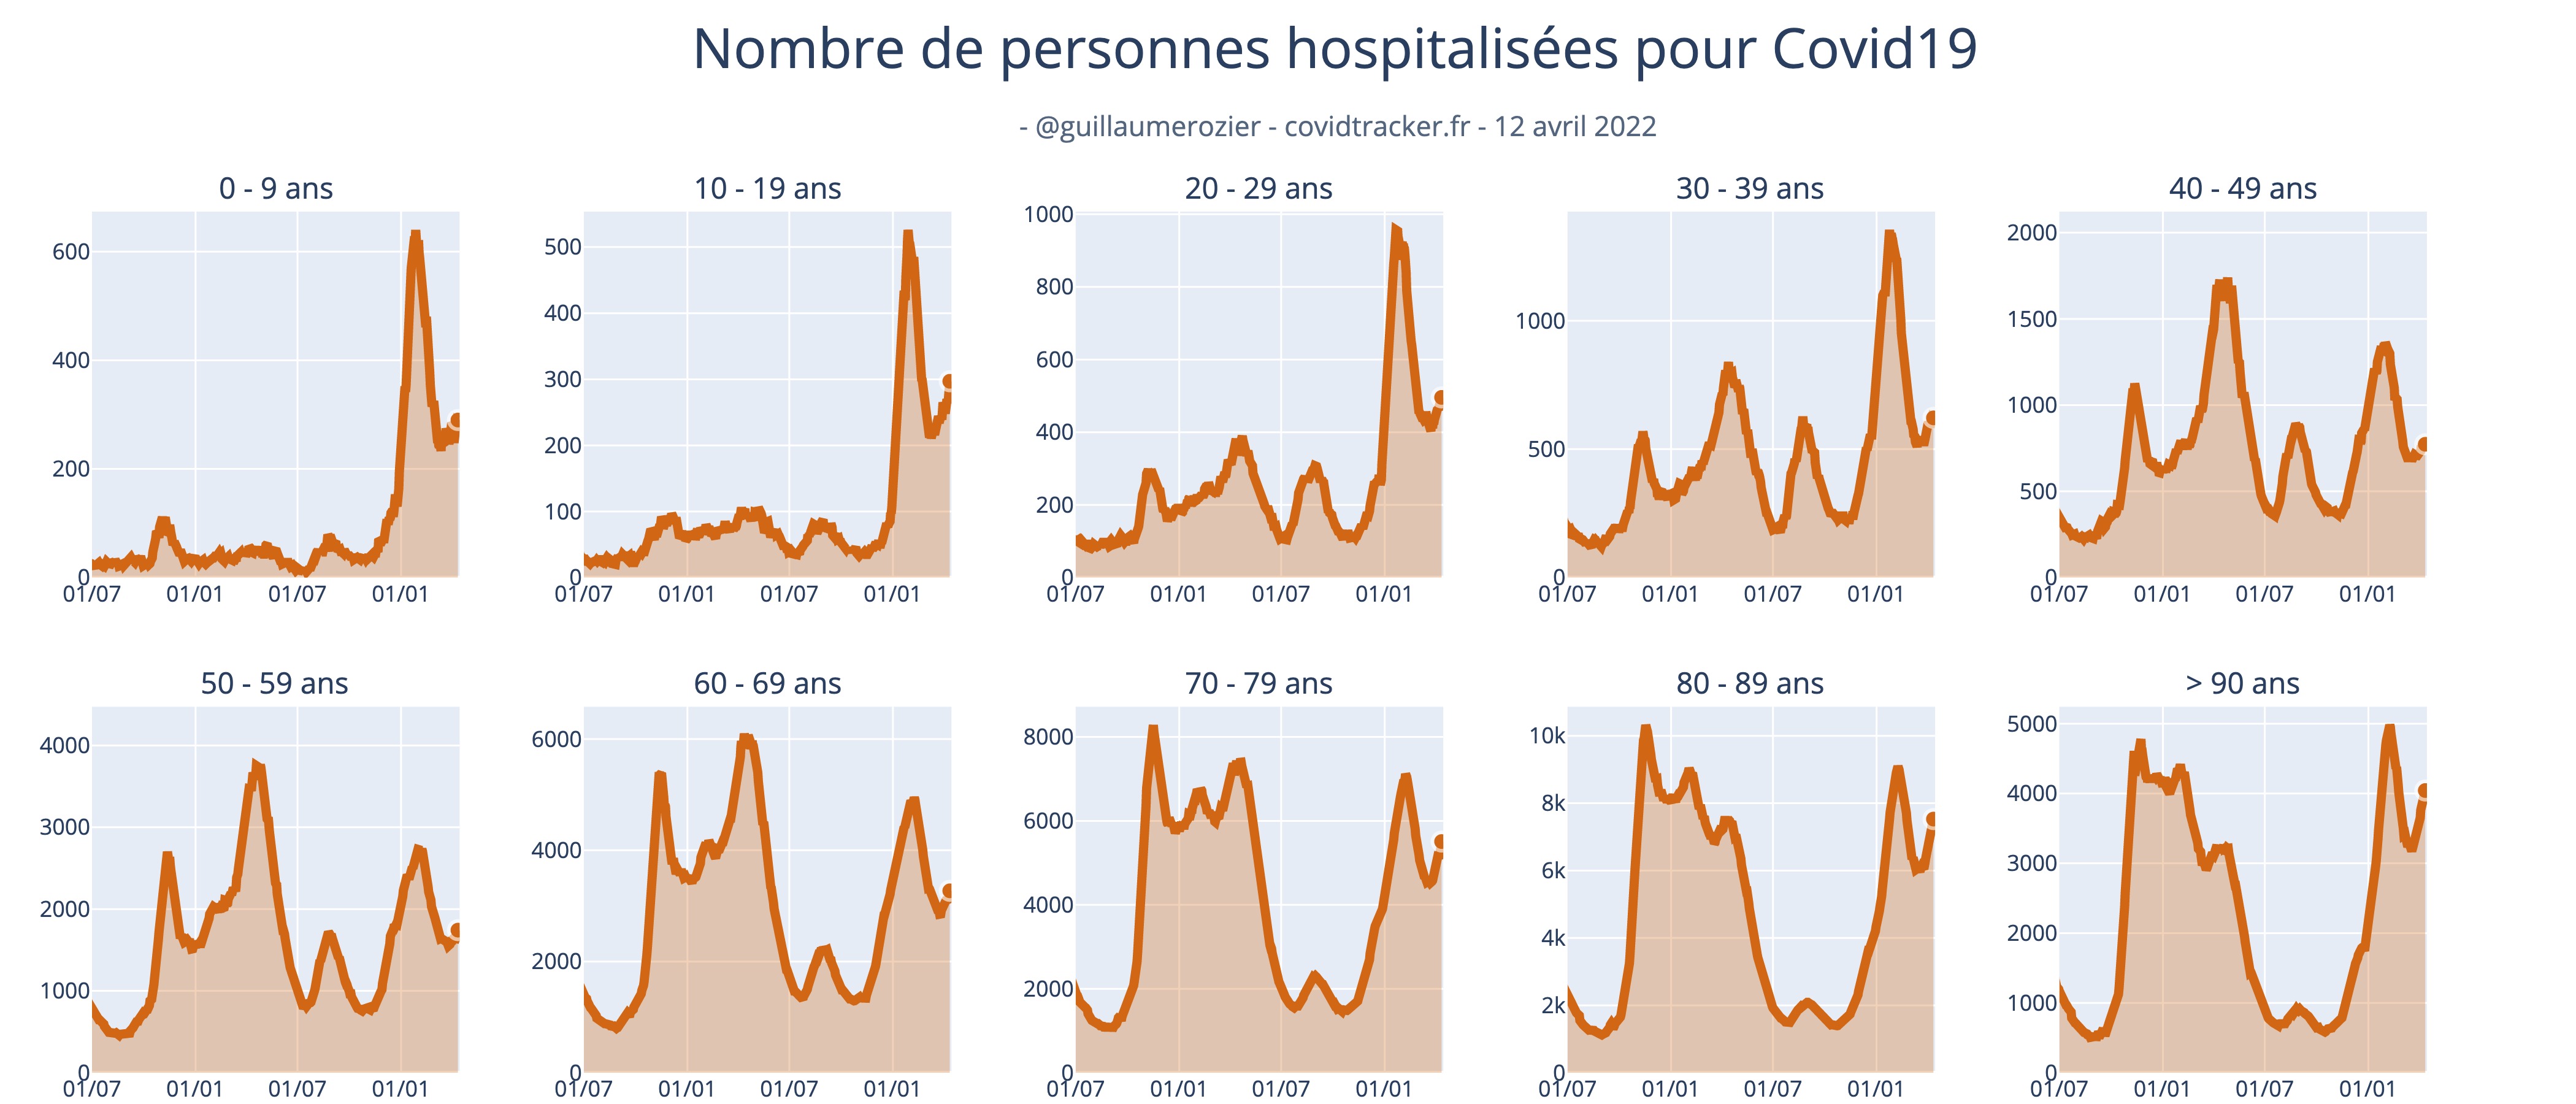 Nombre de personnes hospitalisées pour Covid19
- @guillaumerozier - covidtracker.fr - 12 avril 2022
0 - 9 ans
600
400
200
0
01/07 01/01 01/07 01/01
10 - 19 ans
500
400
300
200
100
0
01/07 01/01 01/07 01/01
20 - 29 ans
1000
800
600
400
200
0
01/07 01/01 01/07 01/01
30 - 39 ans
1000
500
0
01/07 01/01 01/07 01/01
40 - 49 ans
2000
1500
1000
500
0
01/07 01/01 01/07 01/01
50 - 59 ans
4000
3000
2000
1000
0
01/07 01/01 01/07 01/01
60 - 69 ans
6000
4000
2000
0
01/07 01/01 01/07 01/01
70 - 79 ans
8000
6000
4000
2000
0
01/07 01/01 01/07 01/01
80 - 89 ans
10k
8k
6k
4k
2k
0
01/07 01/01 01/07 01/01
> 90 ans
5000
4000
3000
2000
1000
0
01/07 01/01 01/07 01/01